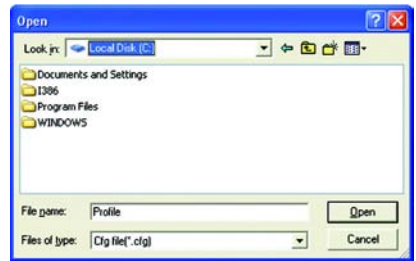 Open
Look in: Local Disk (C:)
Documents and Settings
I386
Program Files
WINDOWS
File name: Profile Open
Files of type: Cfg file(*.cfg) Cancel